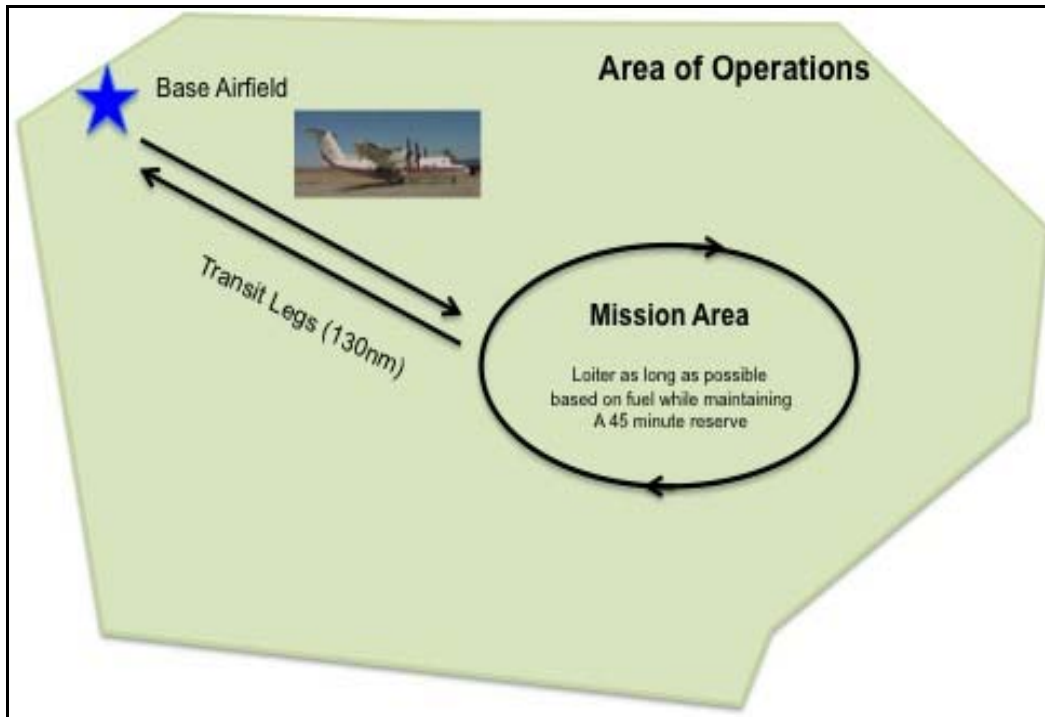 Area of Operations
Base Airfield
Transit Legs (130nm)
Mission Area
Loiter as long as possible
based on fuel while maintaining
A 45 minute reserve